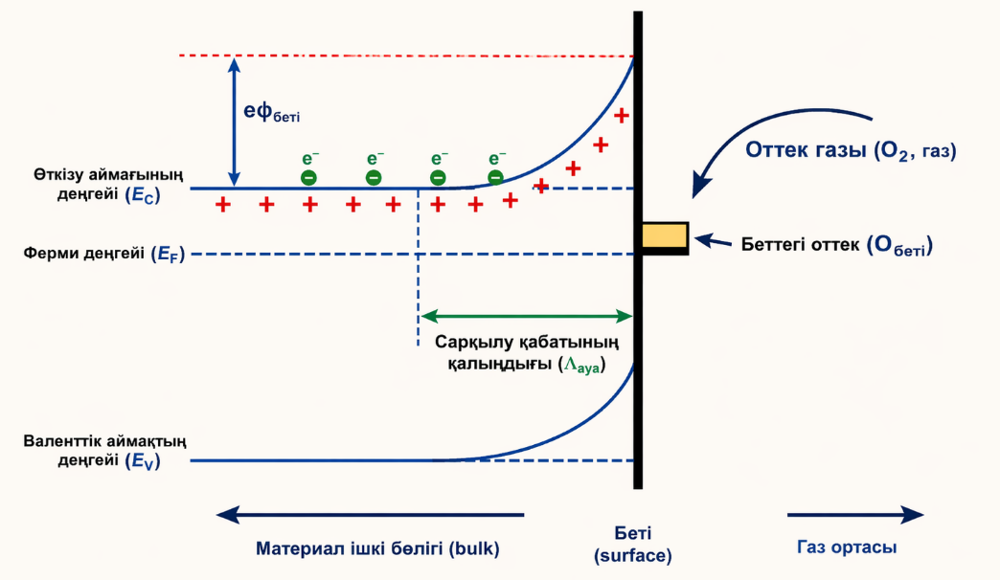 eφбеті
e⁻ e⁻ e⁻ e⁻
Өткізу аймағының
деңгейі (EC)
Ферми деңгейі (EF)
Оттек газы (O₂, газ)
Беттегі оттек (Oбеті)
Сарқылу қабатының
қалыңдығы (Λауа)
Валенттік аймақтың
деңгейі (EV)
Материал ішкі бөлігі (bulk)
Беті
(surface)
Газ ортасы